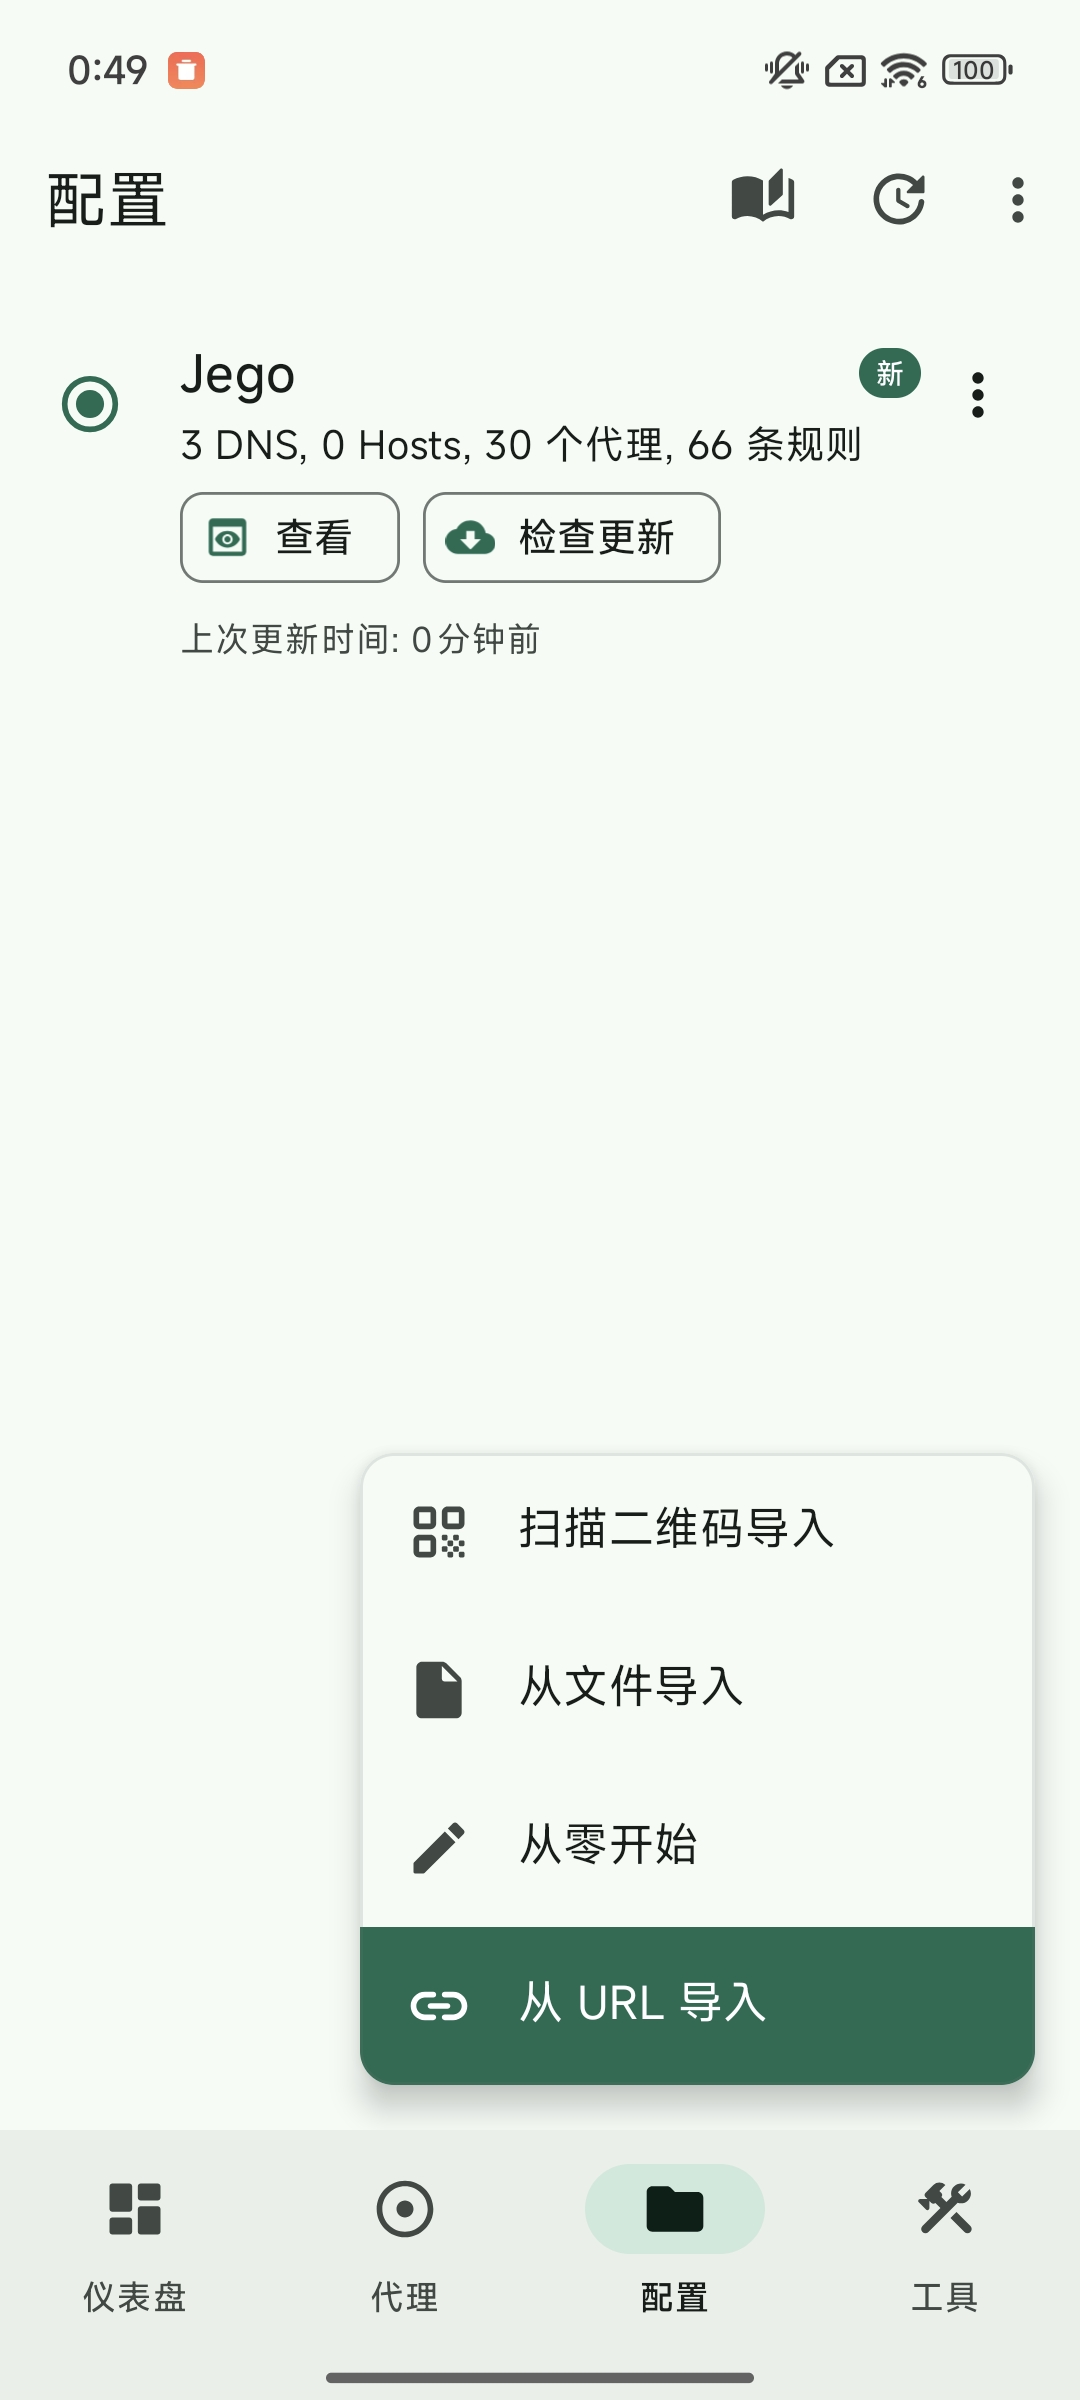 0:49
6
100
配置
Jego
新
3 DNS, 0 Hosts, 30 个代理, 66 条规则
查看
检查更新
上次更新时间: 0分钟前
扫描二维码导入
从文件导入
从零开始
从 URL 导入
仪表盘
代理
配置
工具